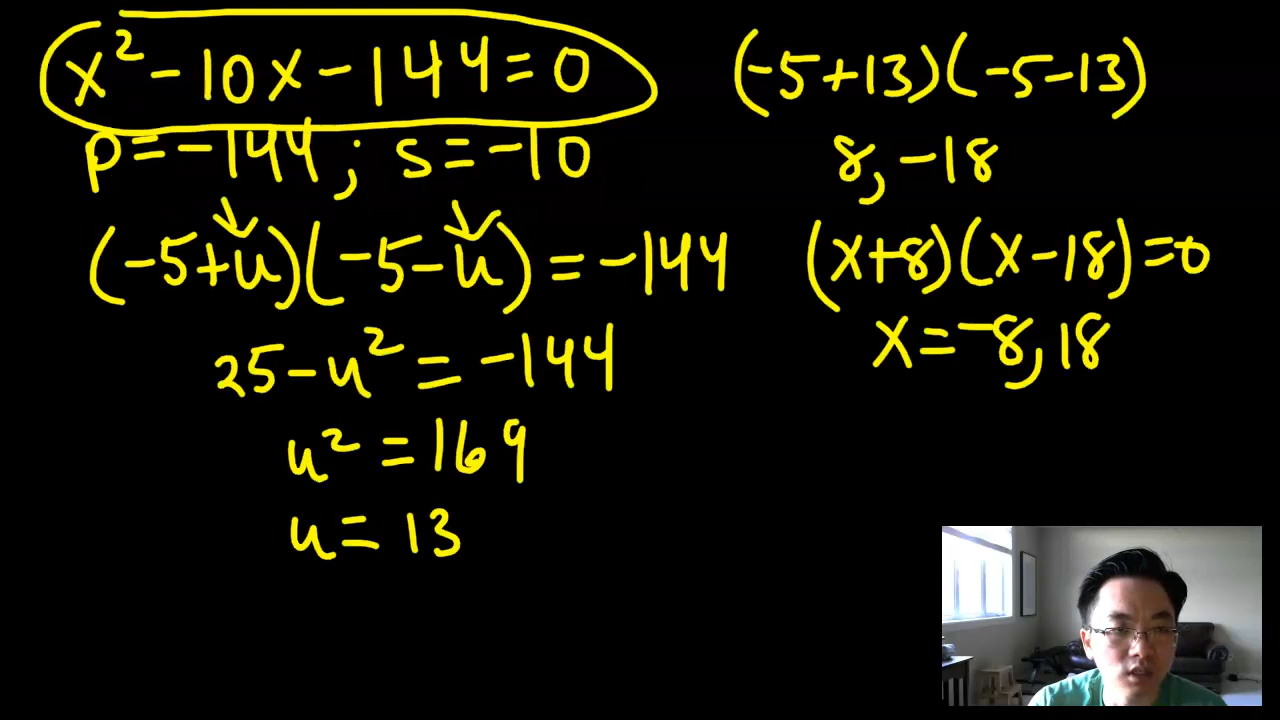 x² - 10x - 144 = 0
p = -144 ; s = -10
(-5 + u)(-5 - u) = -144
25 - u² = -144
u² = 169
u = 13
(-5 + 13)(-5 - 13)
8, -18
(x + 8)(x - 18) = 0
x = -8, 18